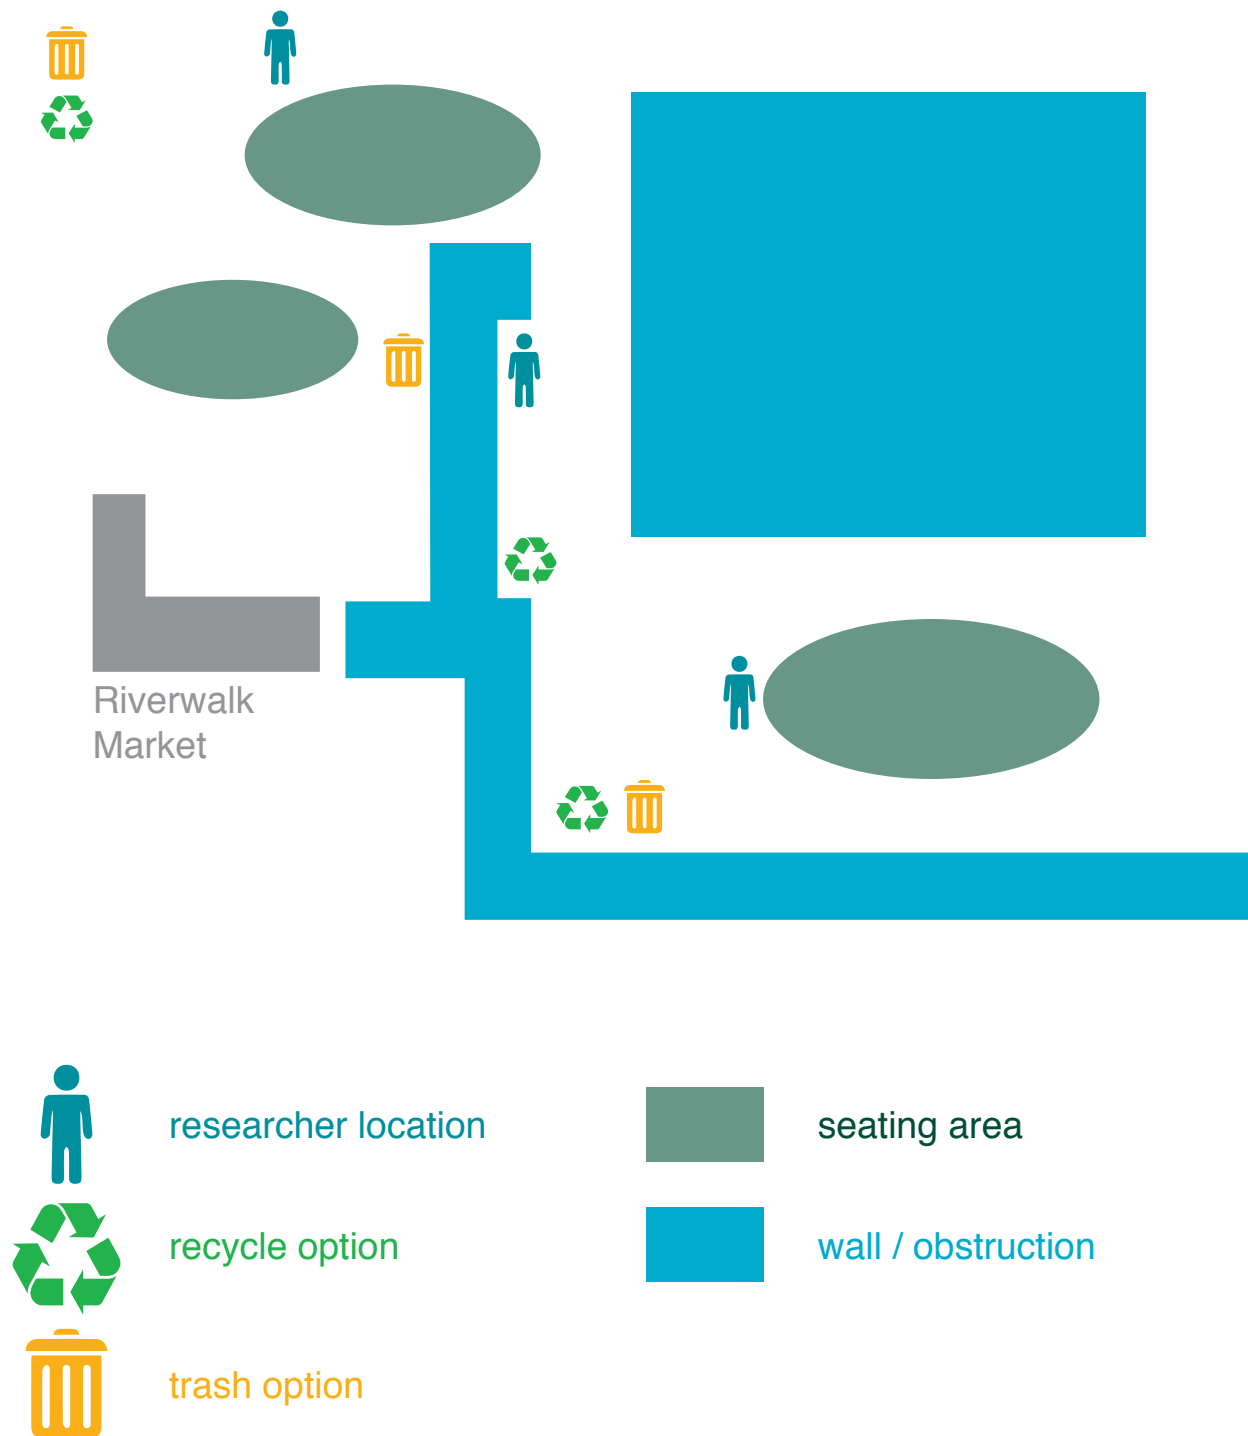 Riverwalk
Market
researcher location
seating area
recycle option
wall / obstruction
trash option